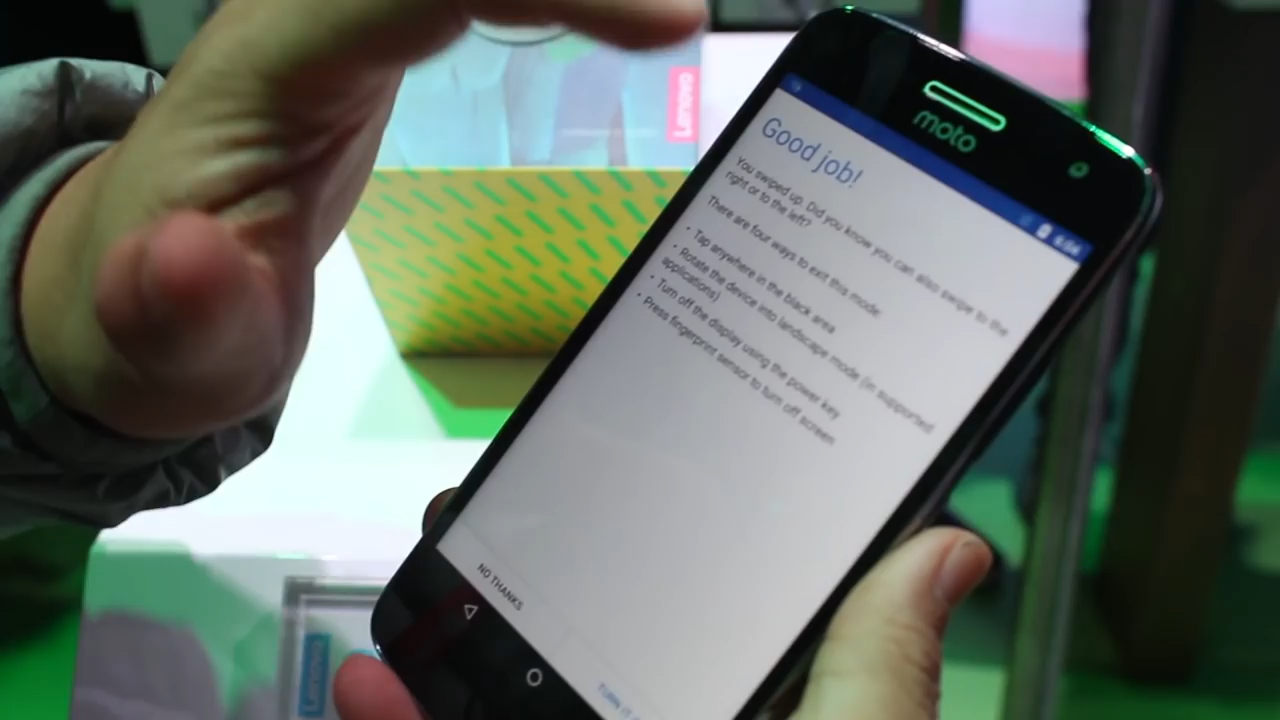 Lenovo
moto
Good job!
You swiped up. Did you know you can also swipe to the
right or to the left?
There are four ways to exit this mode:
• Tap anywhere in the black area
• Rotate the device into landscape mode (in supported
applications)
• Turn off the display using the power key
• Press fingerprint sensor to turn off screen
NO THANKS
TURN IT
Lenovo